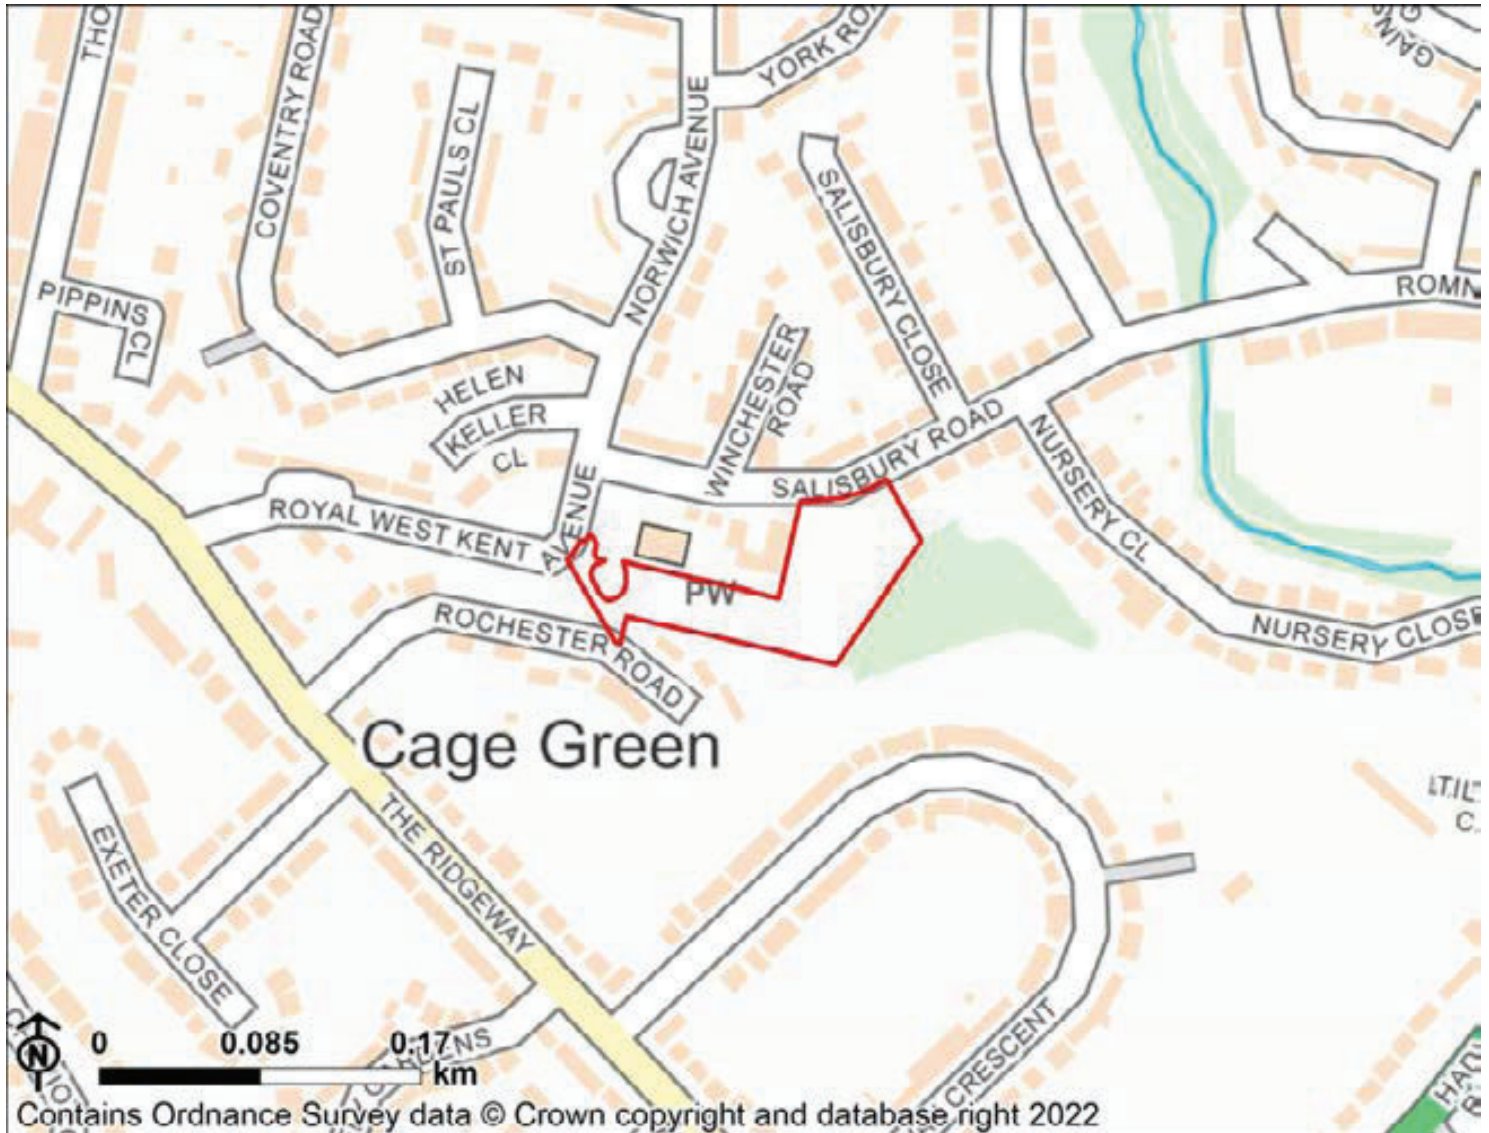 THO
COVENTRY ROAD
ST PAULS CL
NORWICH AVENUE
YORK RO
GAINS
G
SALISBURY CLOSE
PIPPINS
CL
ROMN
HELEN
KELLER
CL
WINCHESTER
ROAD
SALISBURY ROAD
NURSERY CL
ROYAL WEST KENT
AVENUE
PW
ROCHESTER ROAD
NURSERY CLOSE
Cage Green
EXETER CLOSE
THE RIDGEWAY
CRESCENT
N
0 0.085 0.17
km
Contains Ordnance Survey data © Crown copyright and database right 2022